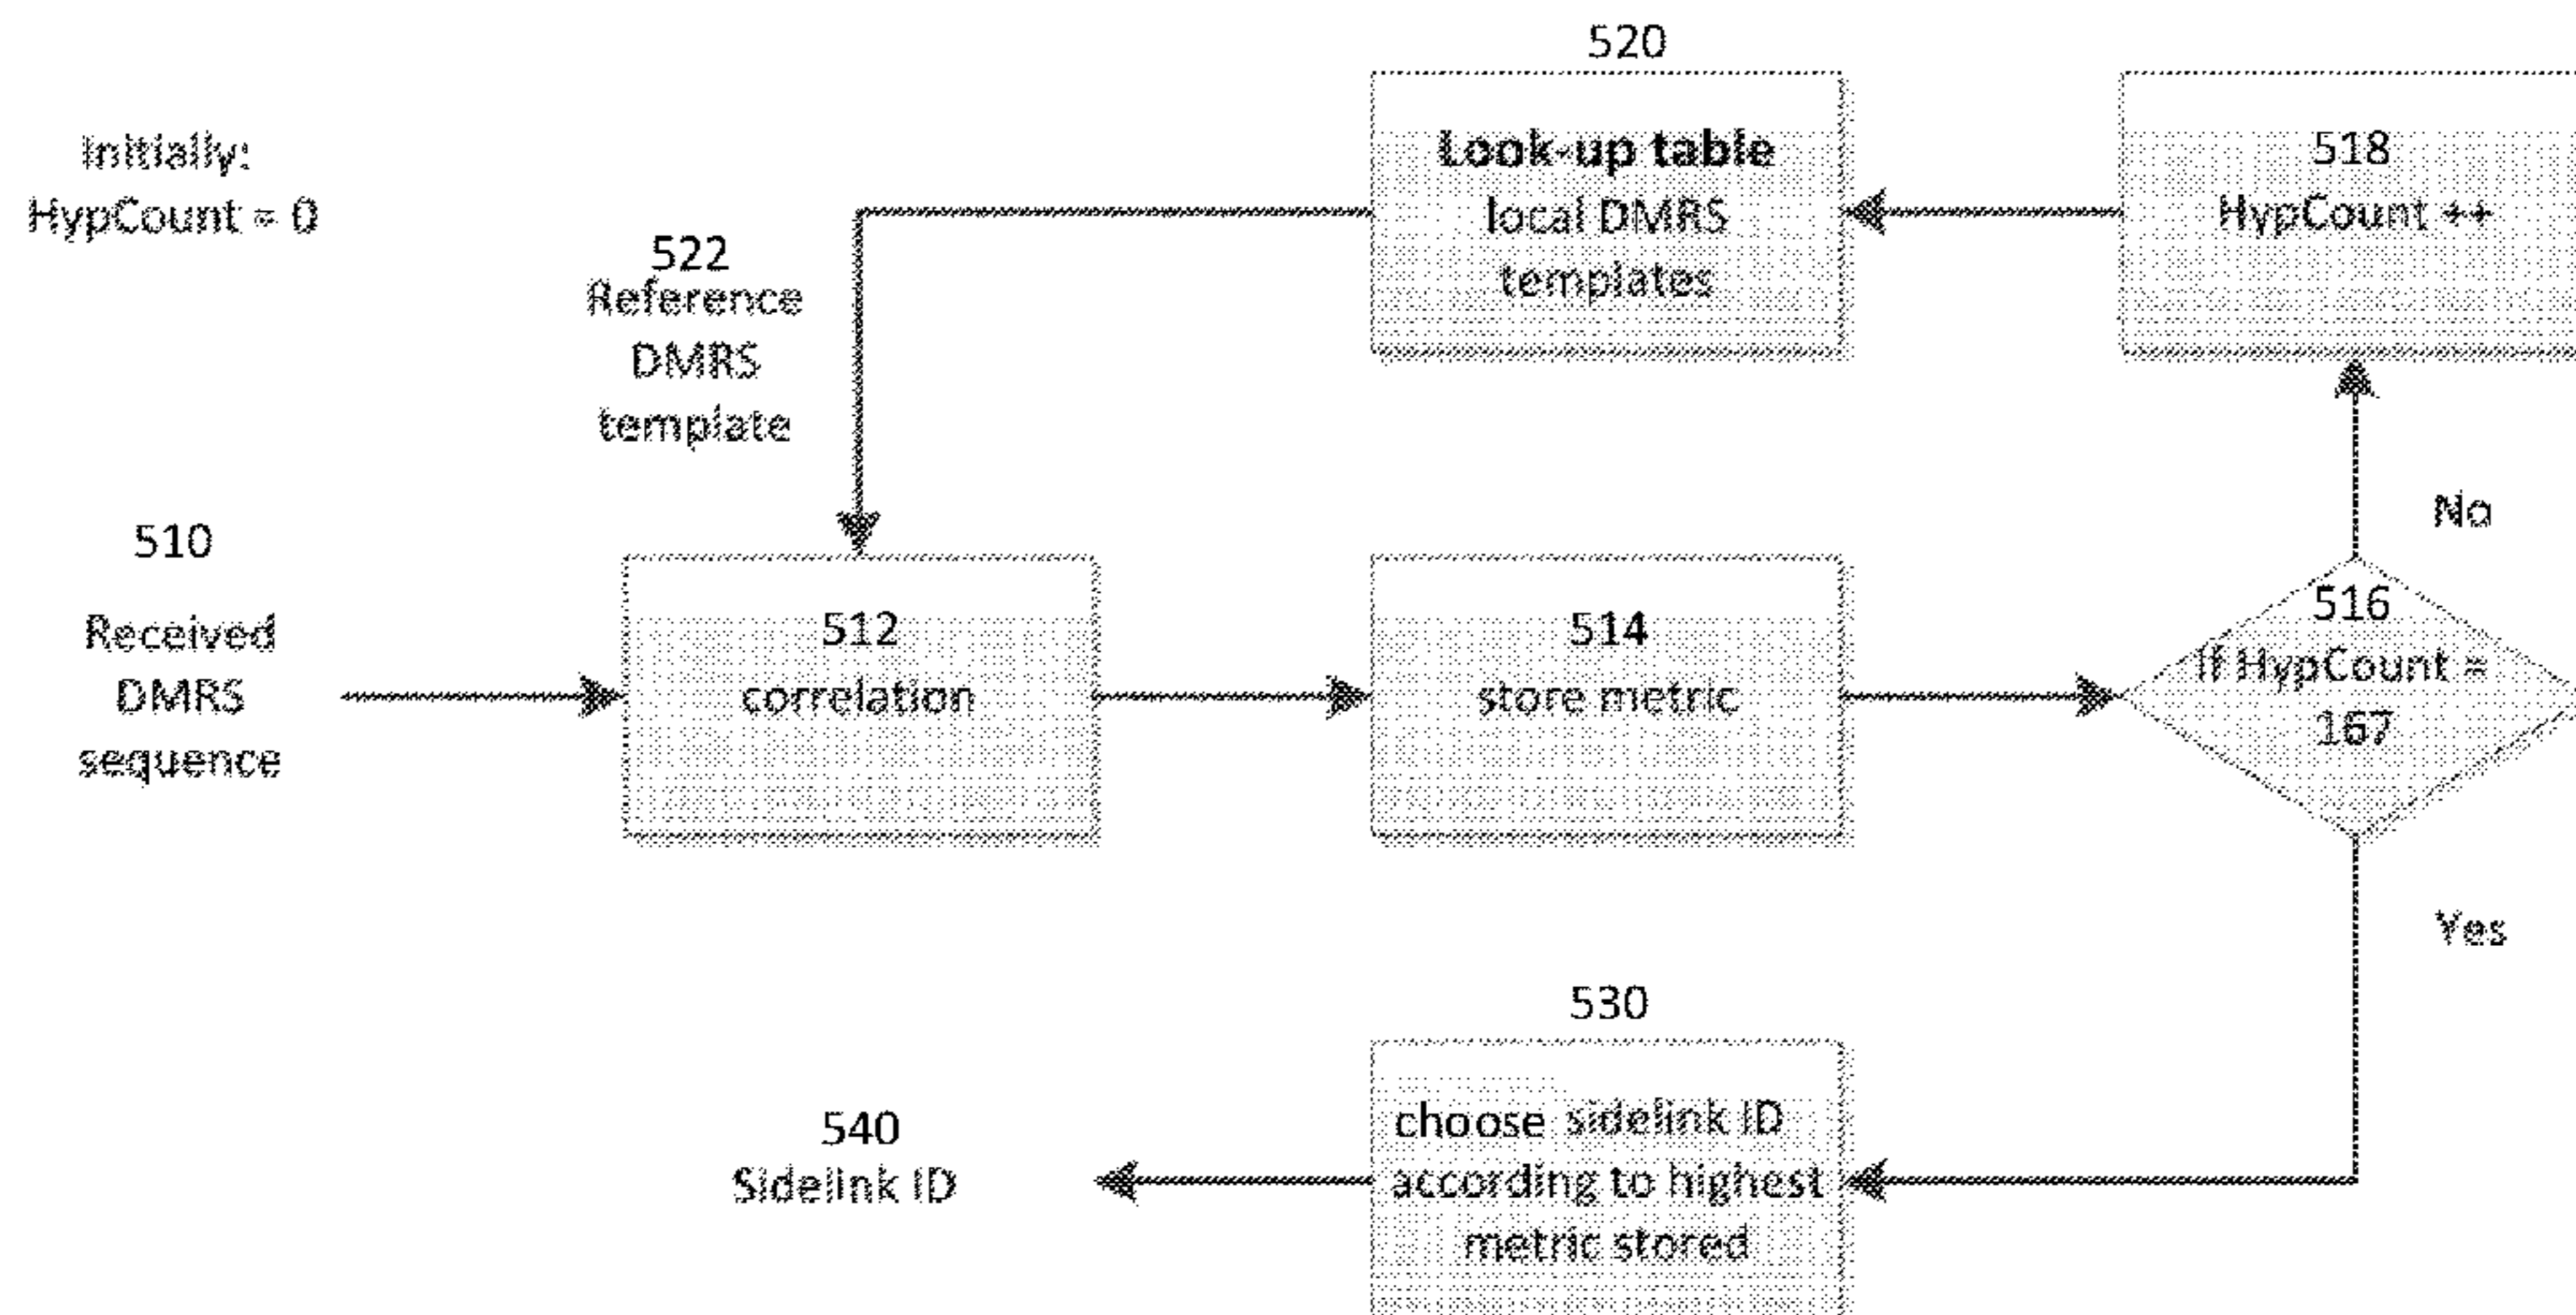 520
Initially:
HypCount = 0
Look-up table
local DMRS
templates
518
HypCount ++
522
Reference
DMRS
template
No
510
Received
DMRS
sequence
512
correlation
514
store metric
516
If HypCount =
167
Yes
530
choose sidelink ID
according to highest
metric stored
540
Sidelink ID